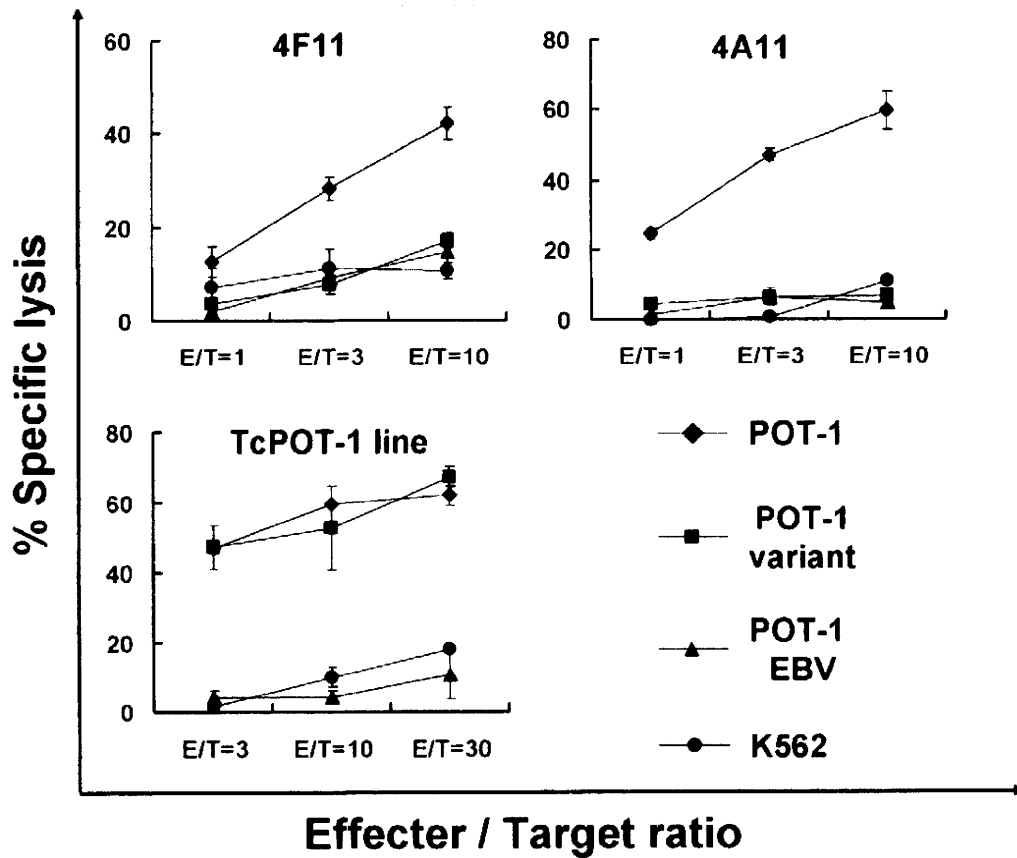 4F11
60
40
20
0
E/T=1 E/T=3 E/T=10
4A11
80
60
40
20
0
E/T=1 E/T=3 E/T=10
TcPOT-1 line
80
60
40
20
0
E/T=3 E/T=10 E/T=30
POT-1
POT-1
variant
POT-1
EBV
K562
% Specific lysis
Effecter / Target ratio